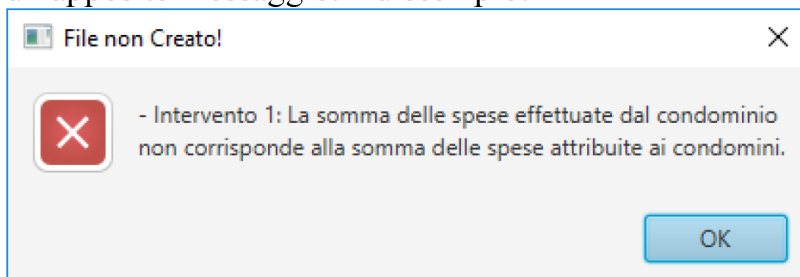 File non Creato!
- Intervento 1: La somma delle spese effettuate dal condominio
non corrisponde alla somma delle spese attribuite ai condomini.
OK